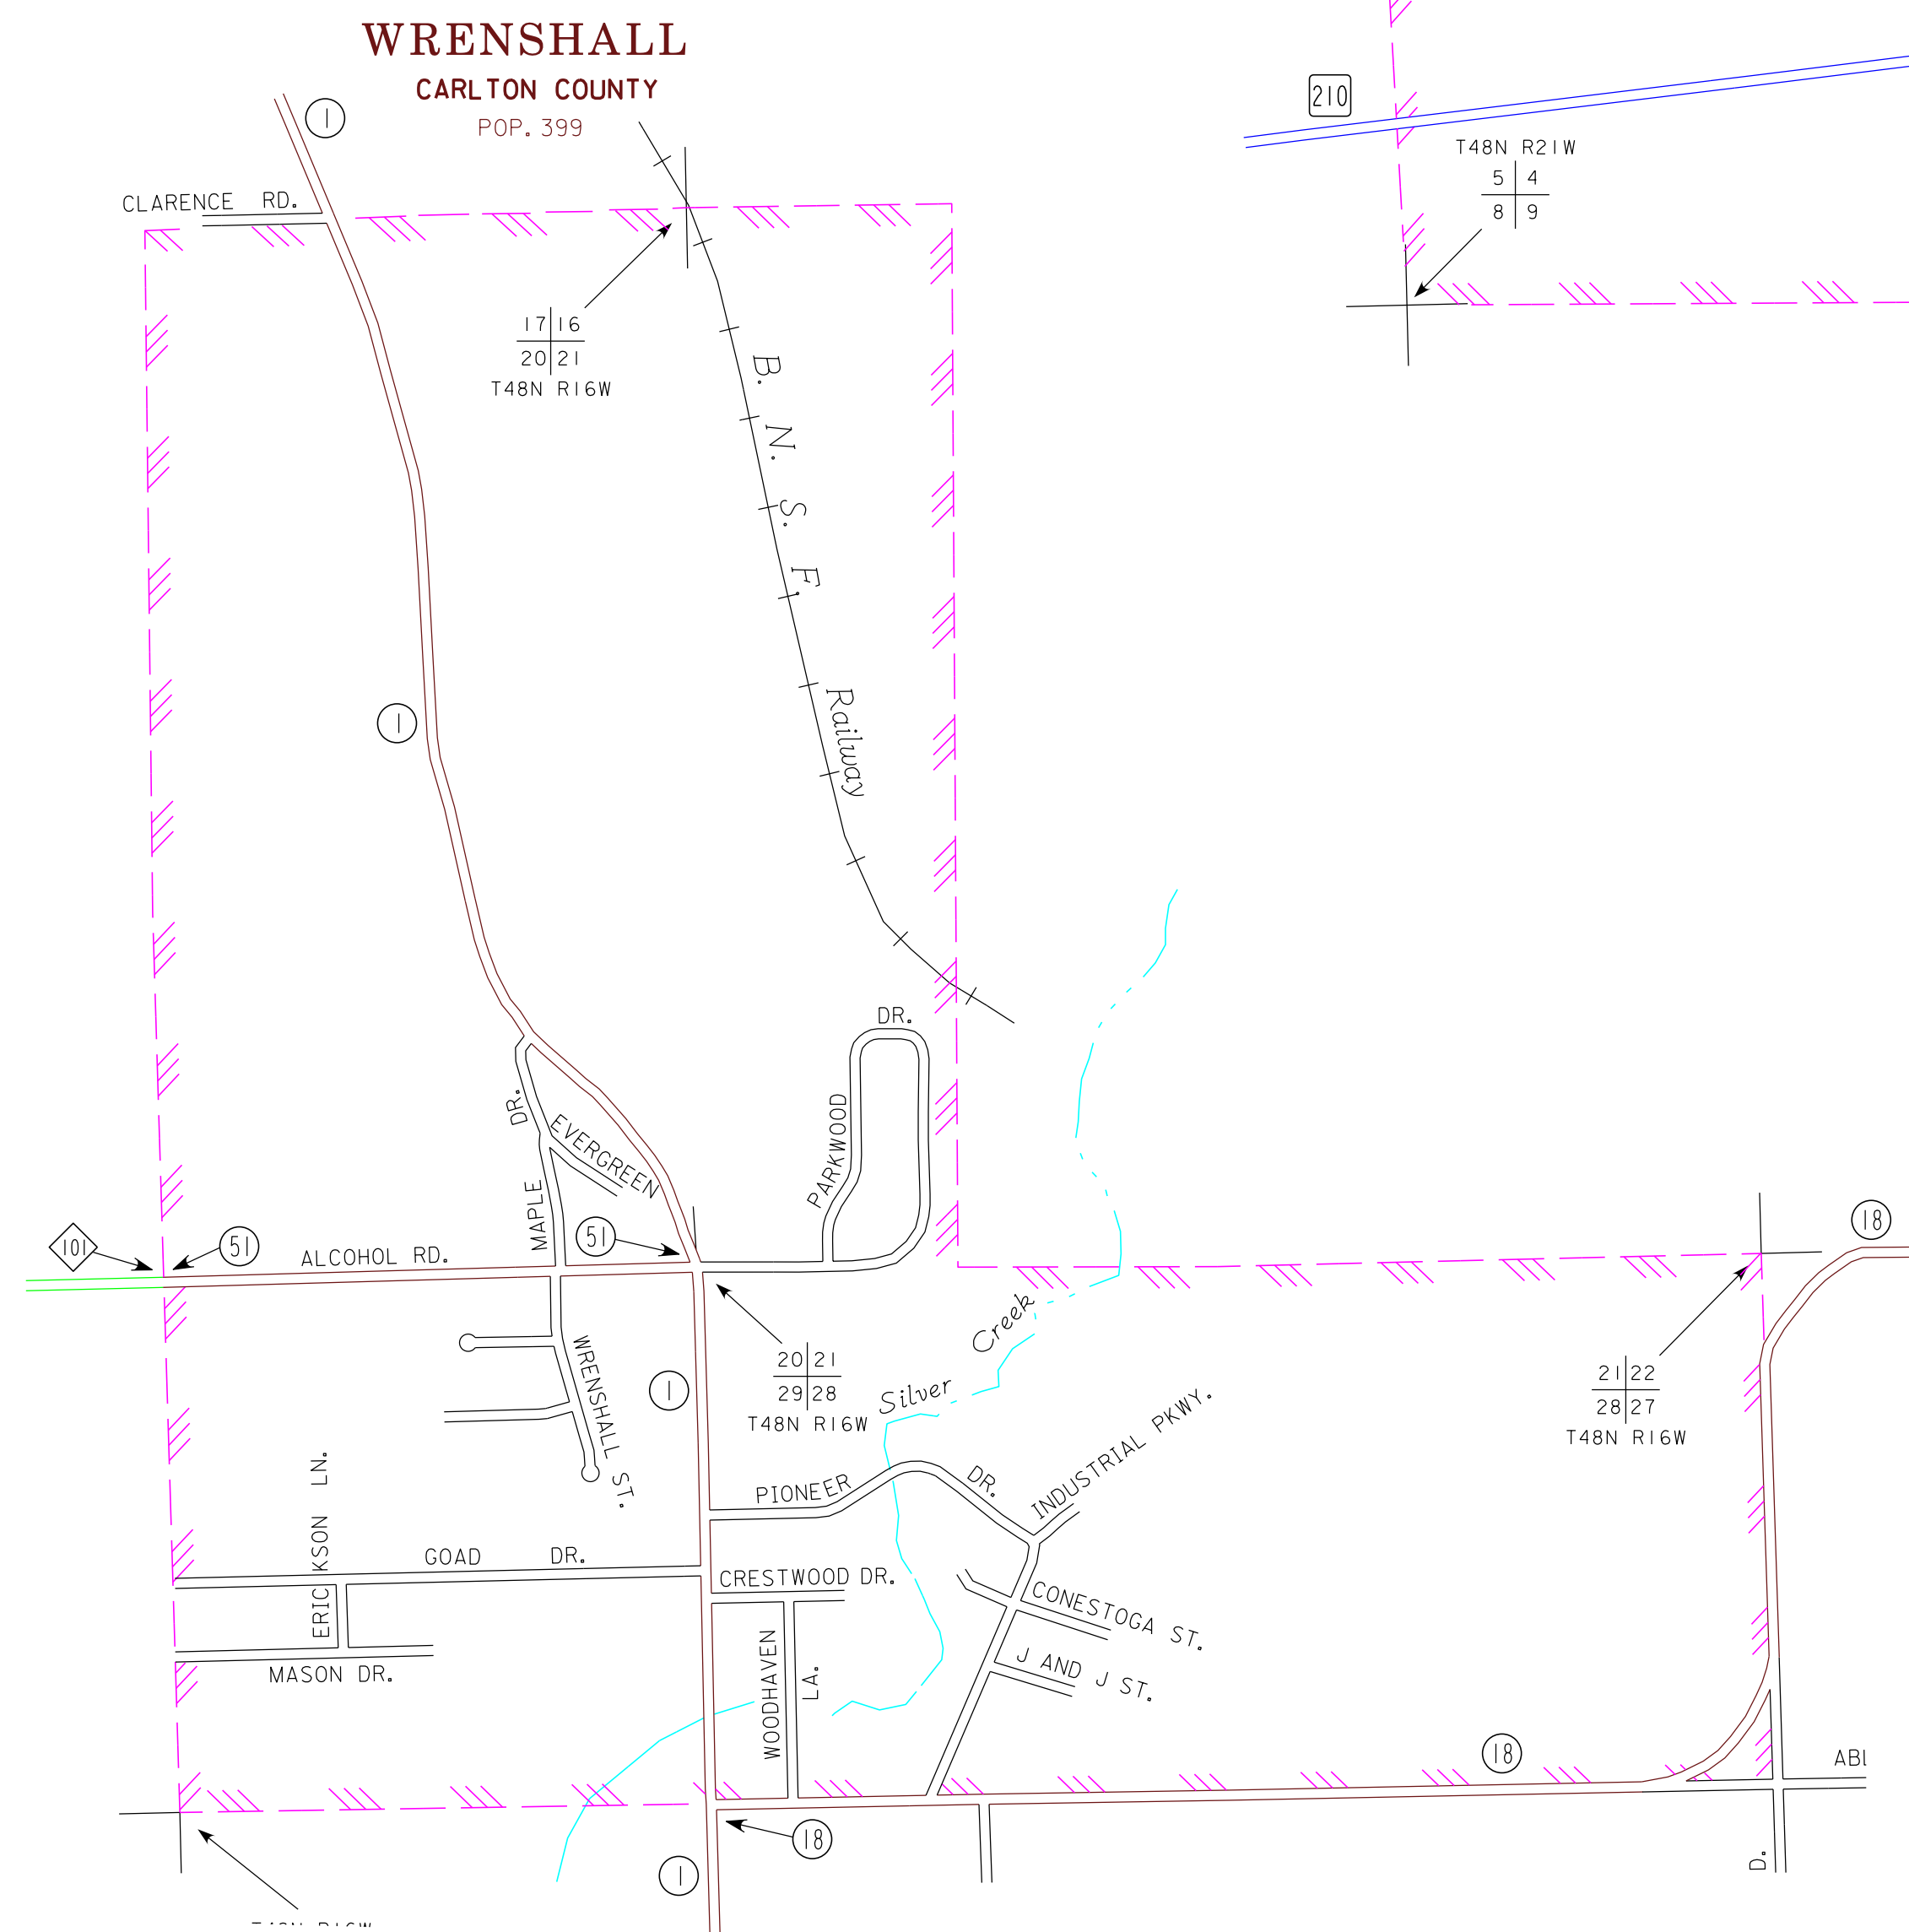 WRENSHALL
CARLTON COUNTY
POP. 399
1
210
T48N R21W
5 4
8 9
CLARENCE RD.
17 16
20 21
T48N R16W
B. N. S. F. Railway
1
DR.
PARKWOOD
MAPLE DR.
EVERGREEN
101
51
ALCOHOL RD.
51
18
20 21
29 28
T48N R16W
21 22
28 27
T48N R16W
Silver Creek
1
WRENSHALL ST.
INDUSTRIAL PKWY.
PIONEER DR.
ERICKSON LN.
GOAD DR.
CRESTWOOD DR.
CONESTOGA ST.
J AND J ST.
MASON DR.
WOODHAVEN LA.
18
ABL
18
1
D.